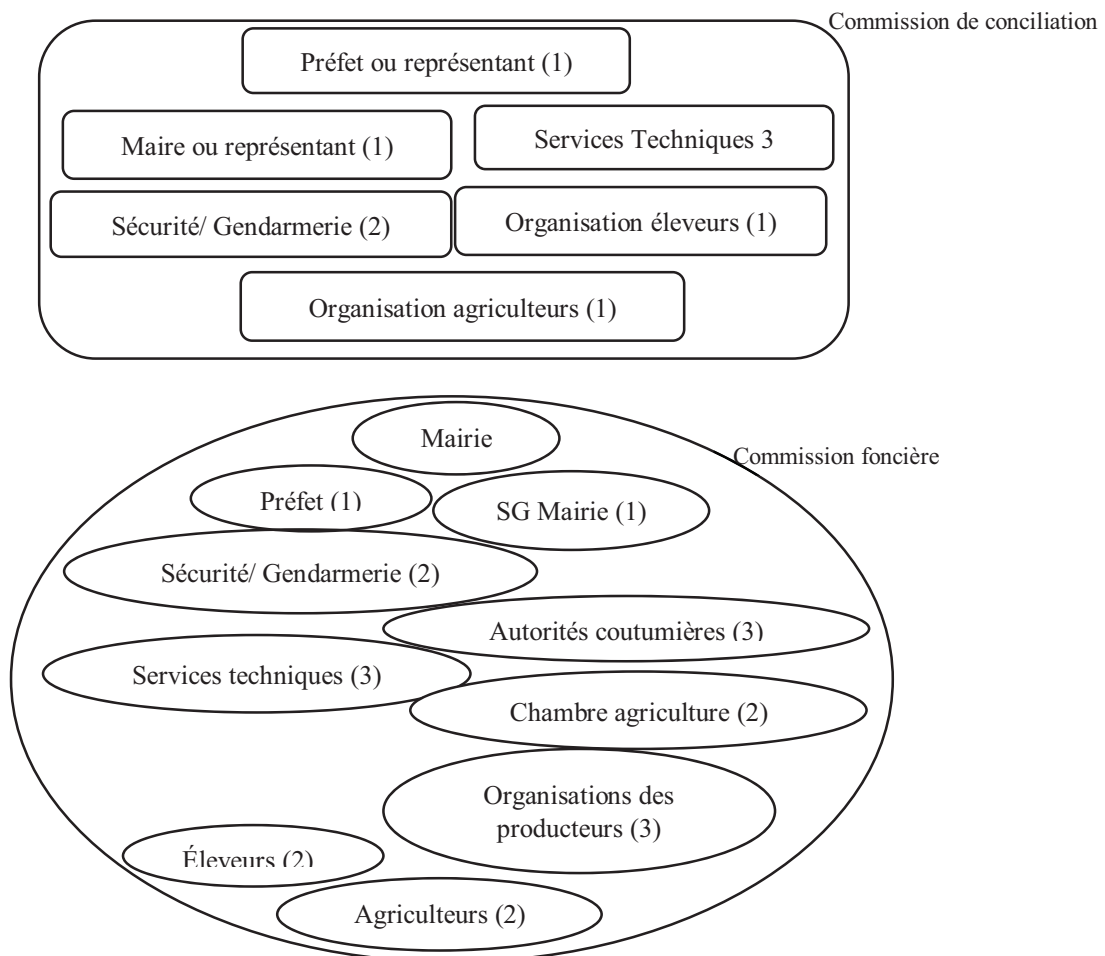 Commission de conciliation
Préfet ou représentant (1)
Maire ou représentant (1)
Services Techniques 3
Sécurité/ Gendarmerie (2)
Organisation éleveurs (1)
Organisation agriculteurs (1)
Mairie
Commission foncière
Préfet (1)
SG Mairie (1)
Sécurité/ Gendarmerie (2)
Autorités coutumières (3)
Services techniques (3)
Chambre agriculture (2)
Organisations des
producteurs (3)
Éleveurs (2)
Agriculteurs (2)